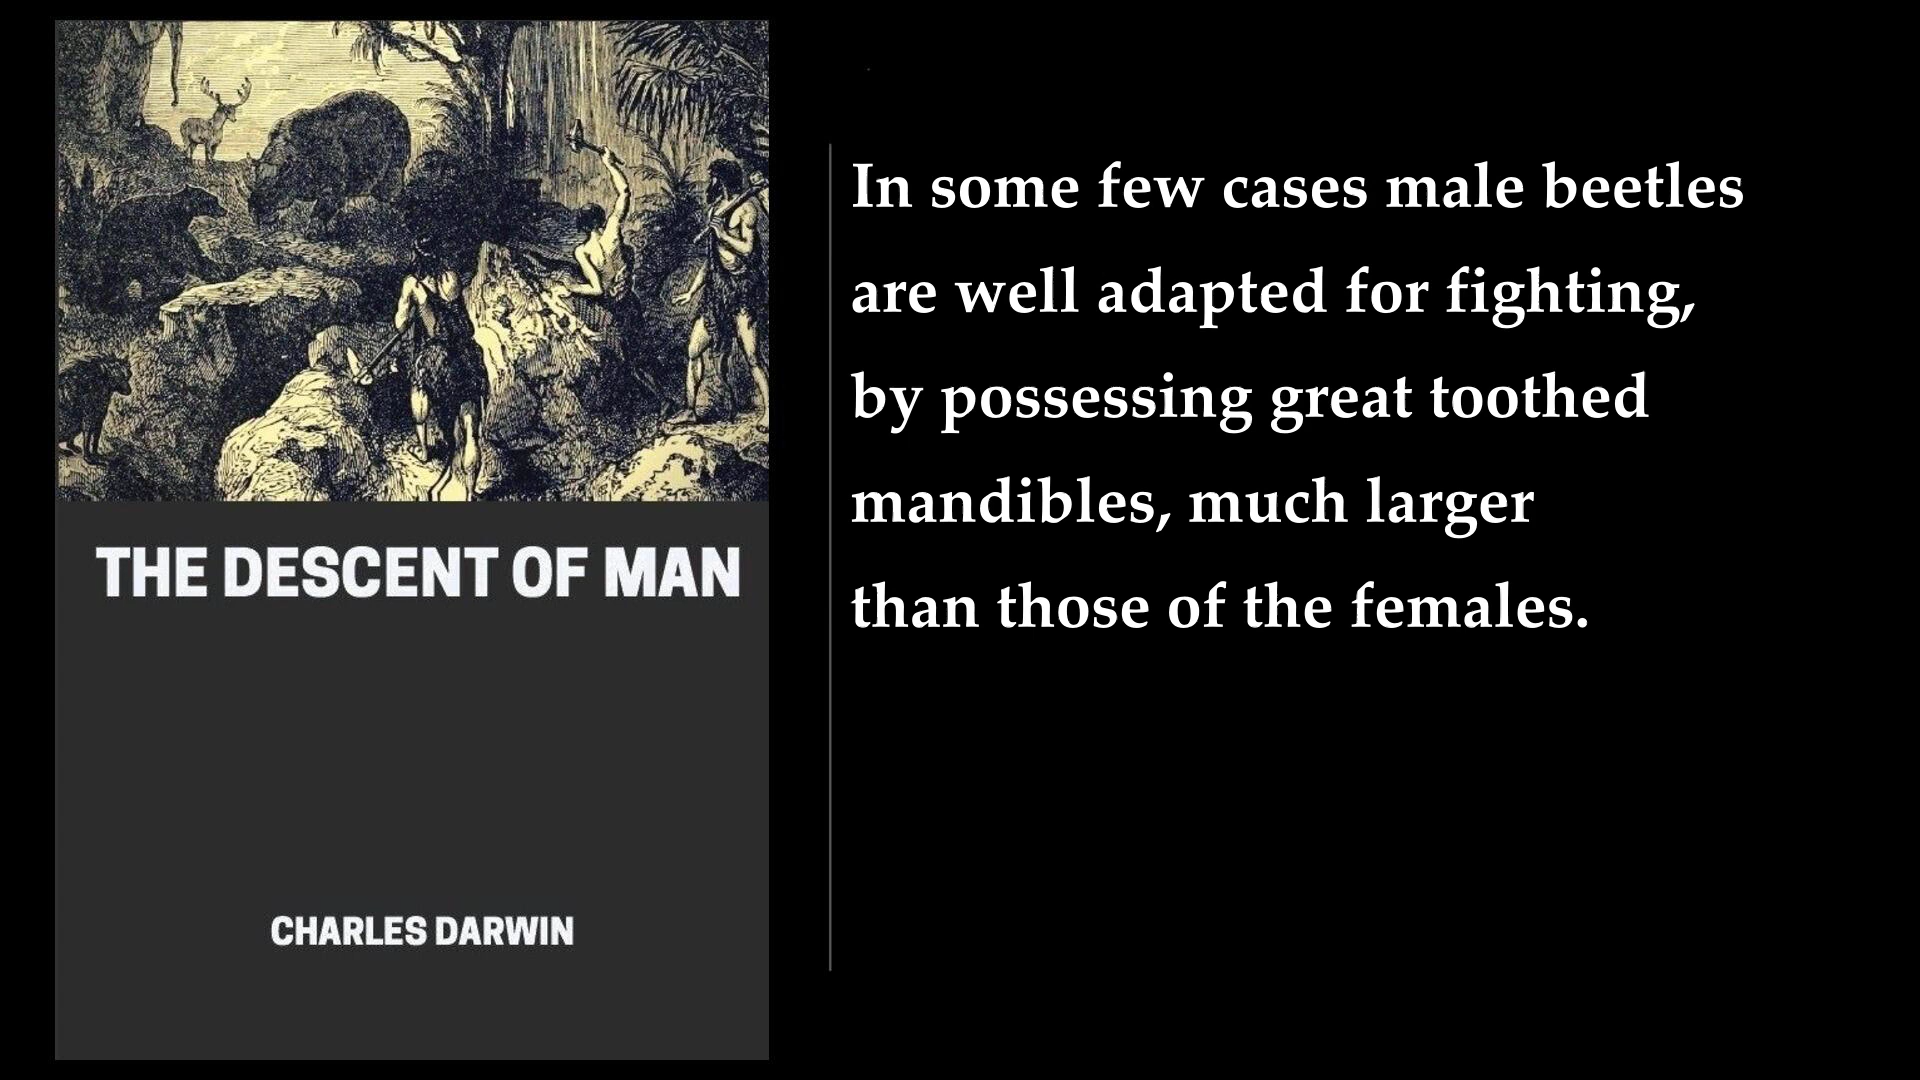 THE DESCENT OF MAN
CHARLES DARWIN
In some few cases male beetles
are well adapted for fighting,
by possessing great toothed
mandibles, much larger
than those of the females.